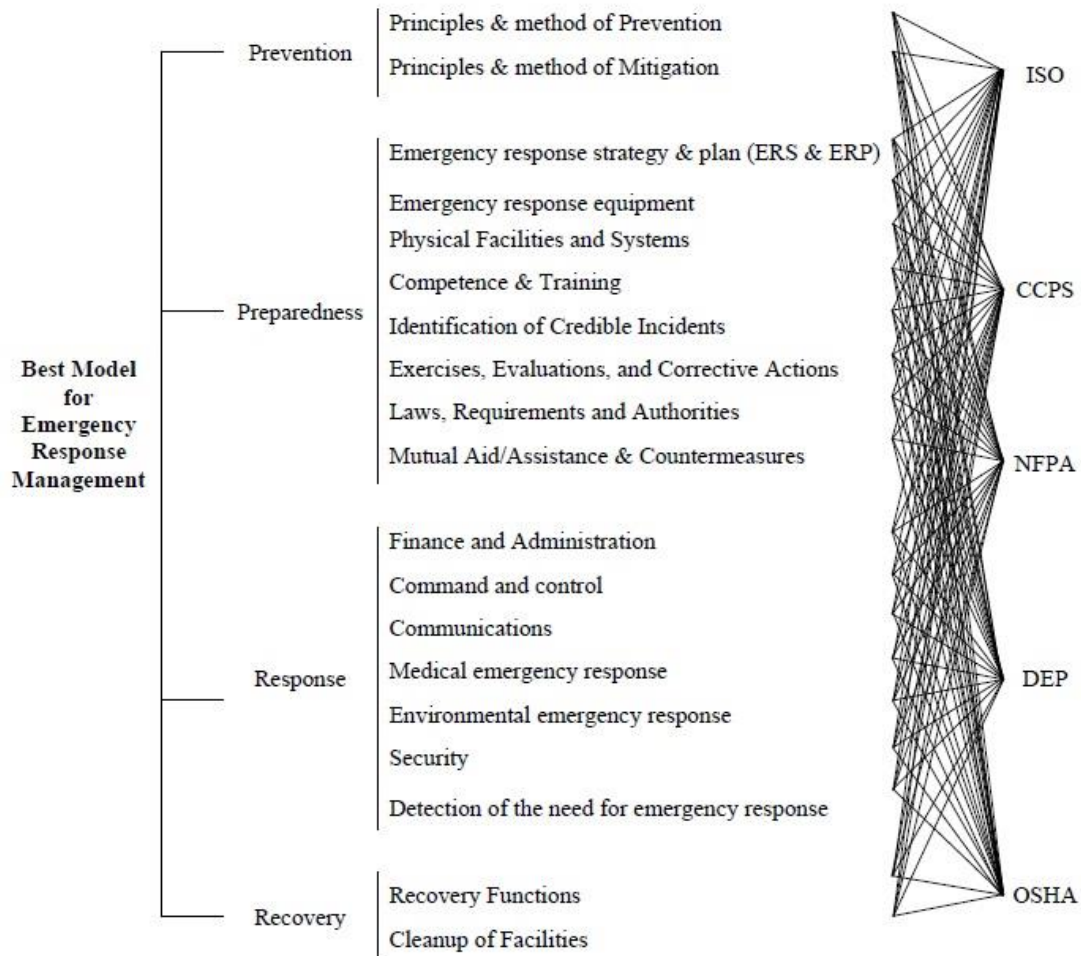 Best Model
for
Emergency
Response
Management
Prevention
Principles & method of Prevention
Principles & method of Mitigation
Preparedness
Emergency response strategy & plan (ERS & ERP)
Emergency response equipment
Physical Facilities and Systems
Competence & Training
Identification of Credible Incidents
Exercises, Evaluations, and Corrective Actions
Laws, Requirements and Authorities
Mutual Aid/Assistance & Countermeasures
Response
Finance and Administration
Command and control
Communications
Medical emergency response
Environmental emergency response
Security
Detection of the need for emergency response
Recovery
Recovery Functions
Cleanup of Facilities
ISO
CCPS
NFPA
DEP
OSHA